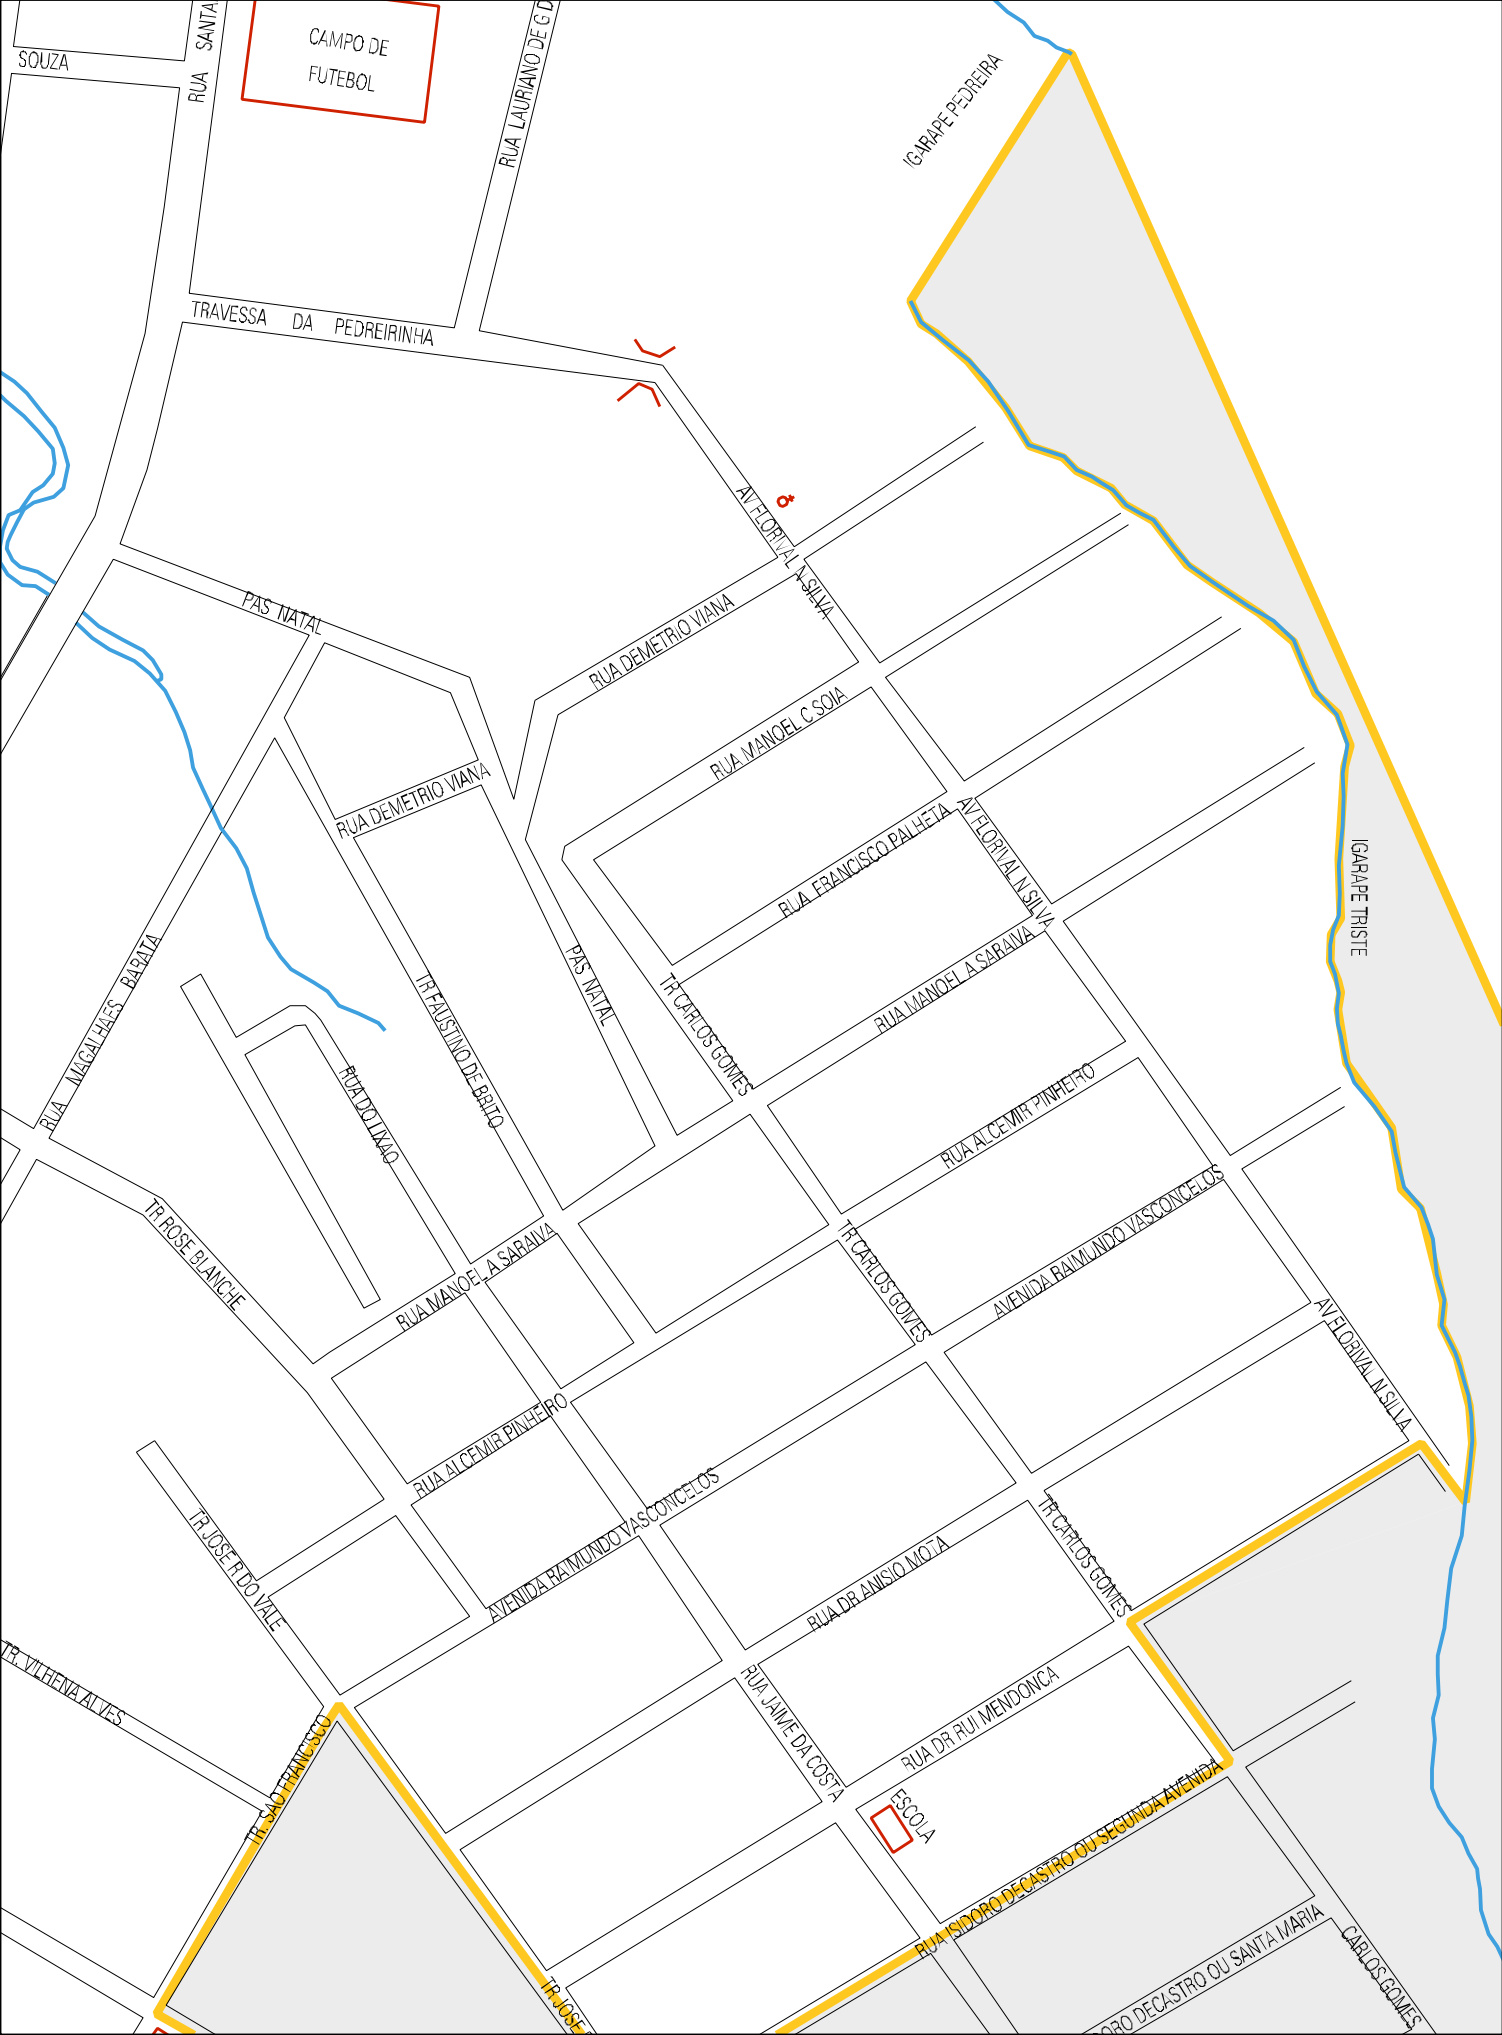 SOUZA
RUA SANTA
CAMPO DE
FUTEBOL
RUA LAURIANO DE G D
IGARAPE PEDREIRA
TRAVESSA DA PEDREIRINHA
AV FLORIVAL N SILVA
PAS NATAL
RUA DEMETRIO VIANA
RUA MANOEL C SOIA
RUA DEMETRIO VIANA
RUA FRANCISCO PALHETA
AV FLORIVAL N SILVA
IGARAPE TRISTE
RUA MAGALHAES BARATA
TR FAUSTINO DE BRITO
PAS NATAL
TR CARLOS GOMES
RUA MANOEL A SARAIVA
RUA DO LIXAO
RUA ALCEMIR PINHEIRO
TR ROSE BLANCHE
RUA MANOEL A SARAIVA
TR CARLOS GOMES
AVENIDA RAIMUNDO VASCONCELOS
AV FLORIVAL N SILVA
RUA ALCEMIR PINHEIRO
AVENIDA RAIMUNDO VASCONCELOS
TR JOSE R DO VALE
RUA DR ANISIO MOTA
TR CARLOS GOMES
TR. VILHENA ALVES
TR. SAO FRANCISCO
RUA JAIME DA COSTA
RUA DR RUI MENDONCA
ESCOLA
RUA ISIDORO DECASTRO OU SEGUNDA AVENIDA
TR JOSE
DORO DECASTRO OU SANTA MARIA
CARLOS GOMES